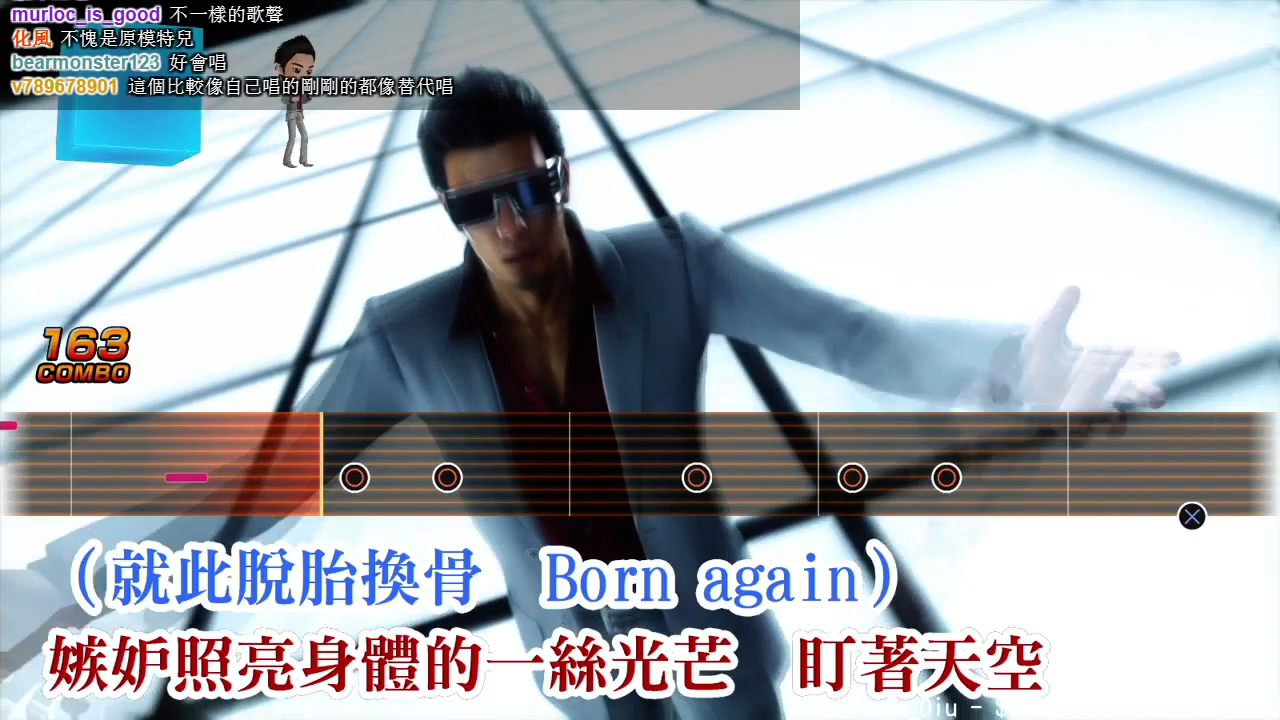 murloc_is_good 不一樣的歌聲
化風 不愧是原模特兒
bearmonster123 好會唱
v789678901 這個比較像自己唱的剛剛的都像替代唱
163
COMBO
（就此脫胎換骨　Born again）
嫉妒照亮身體的一絲光芒　盯著天空
Diu - $